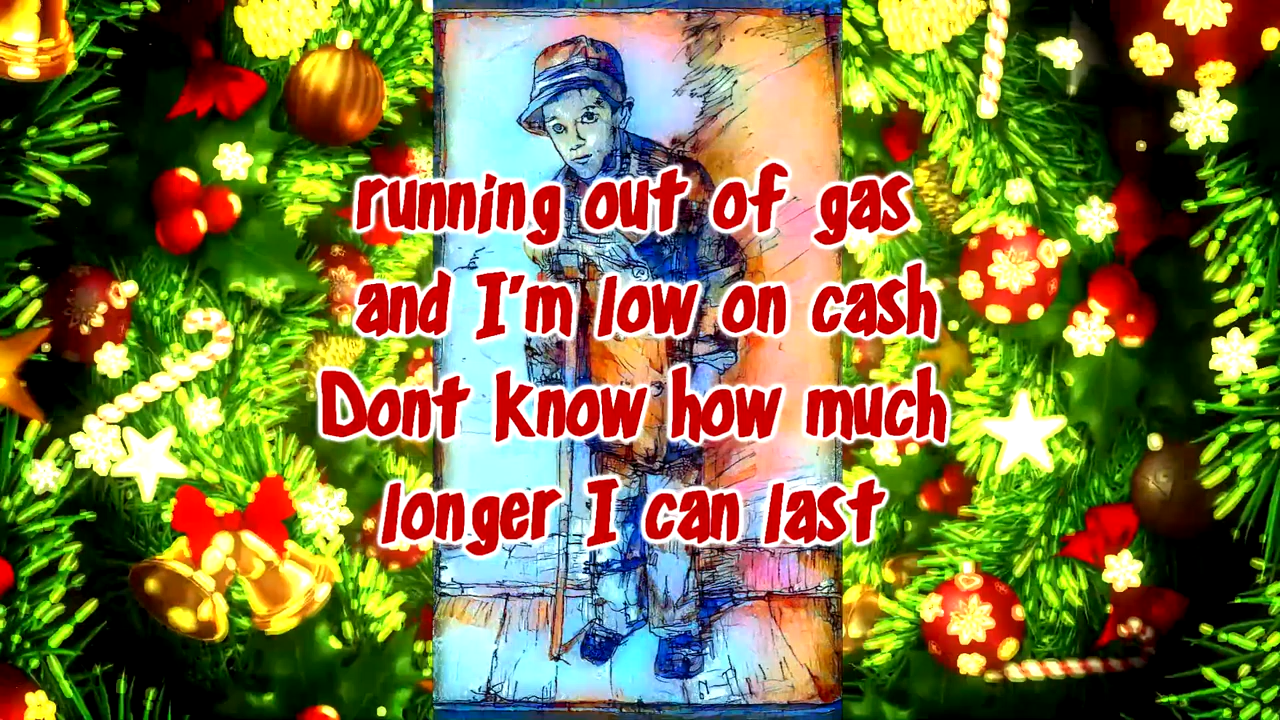 running out of gas
and I'm low on cash
Dont know how much
longer I can last